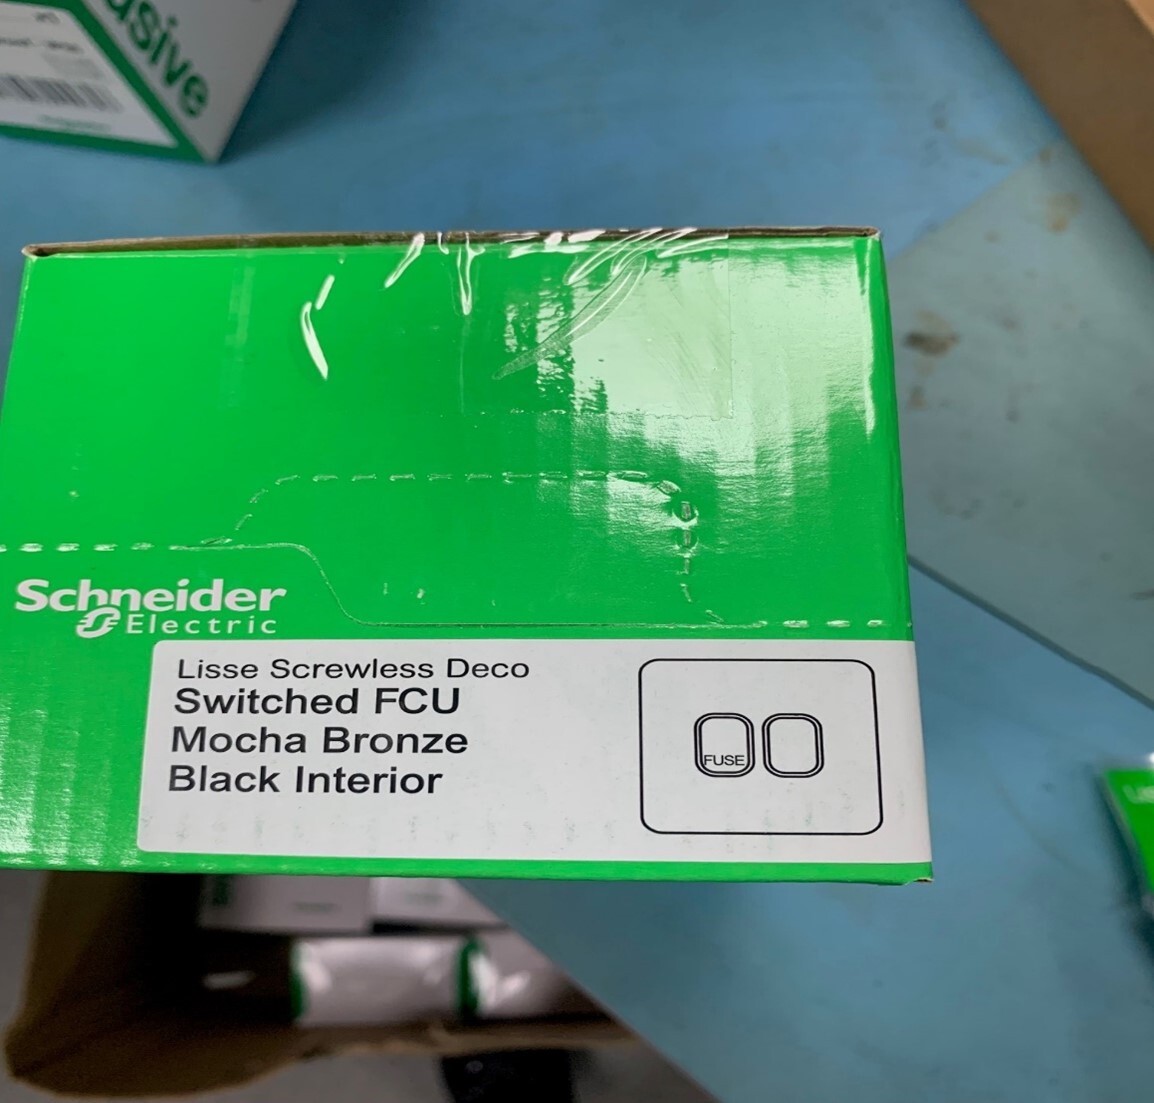 Schneider
Electric
Lisse Screwless Deco
Switched FCU
Mocha Bronze
Black Interior
FUSE